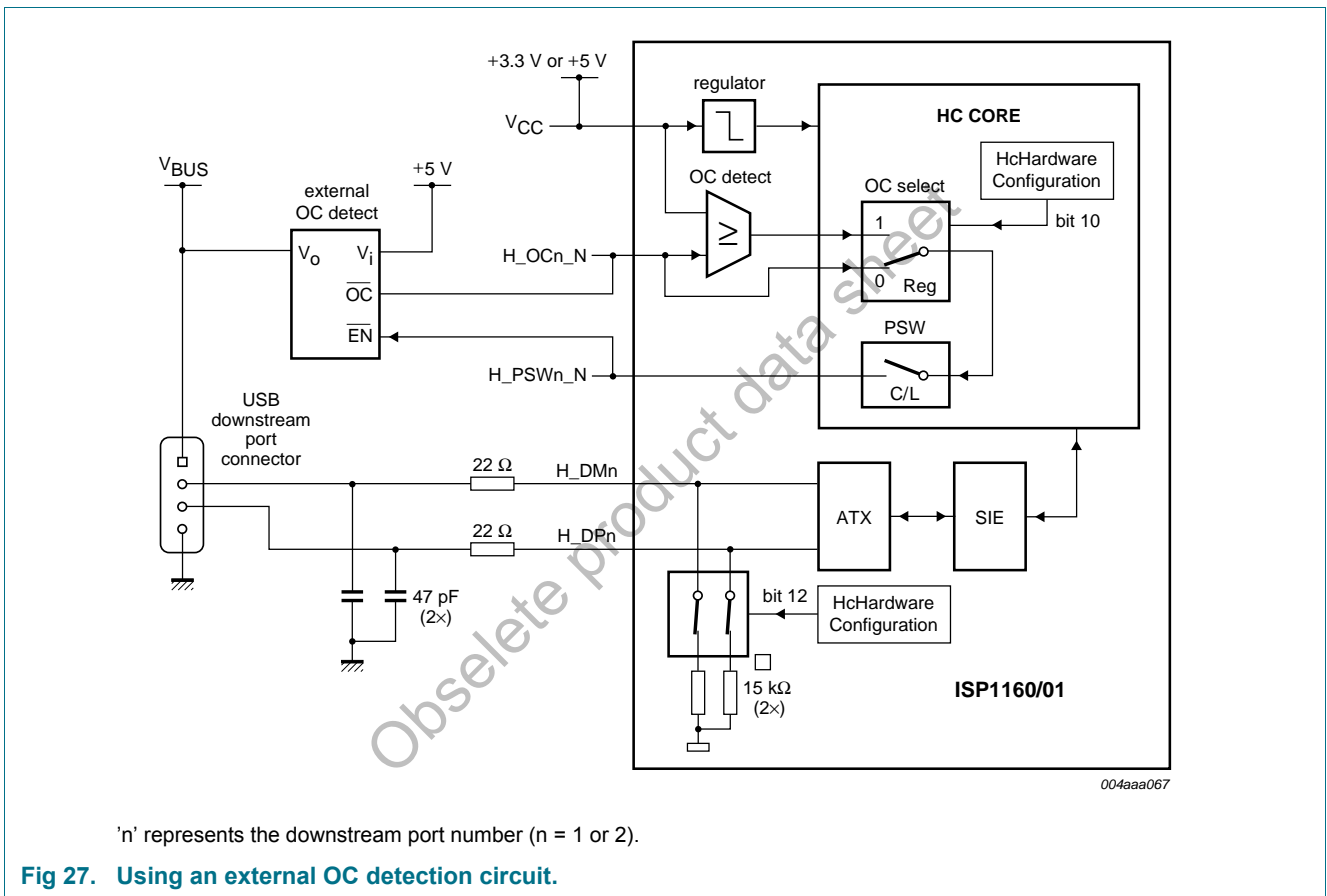 +3.3 V or +5 V
regulator
VCC
HC CORE
HcHardware
Configuration
bit 10
VBUS
+5 V
external
OC detect
OC detect
OC select
1
0
Reg
≥
Vo
Vi
OC
EN
H_OCn_N
PSW
C/L
H_PSWn_N
USB
downstream
port
connector
22 Ω
H_DMn
22 Ω
H_DPn
ATX
SIE
47 pF
(2×)
bit 12
HcHardware
Configuration
15 kΩ
(2×)
ISP1160/01
Obselete product data sheet
004aaa067
'n' represents the downstream port number (n = 1 or 2).
Fig 27. Using an external OC detection circuit.